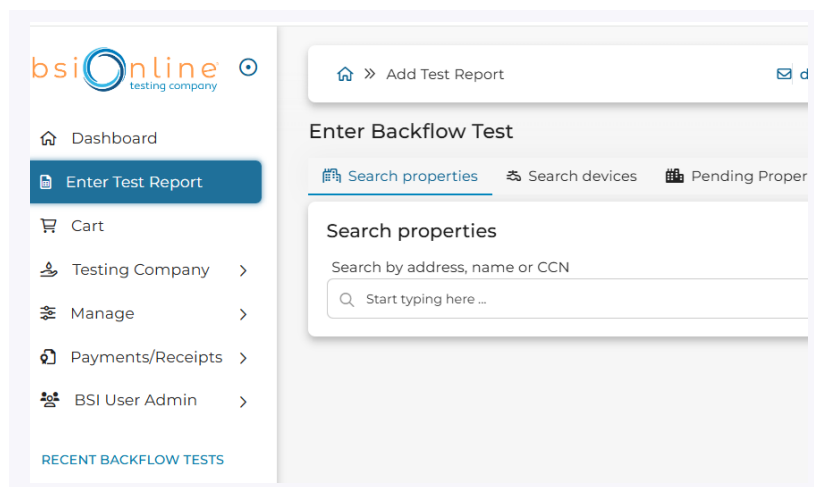 bsiOnline
testing company
Add Test Report
Dashboard
Enter Test Report
Cart
Testing Company
Manage
Payments/Receipts
BSI User Admin
RECENT BACKFLOW TESTS
Enter Backflow Test
Search properties
Search devices
Pending Proper
Search properties
Search by address, name or CCN
Start typing here ...